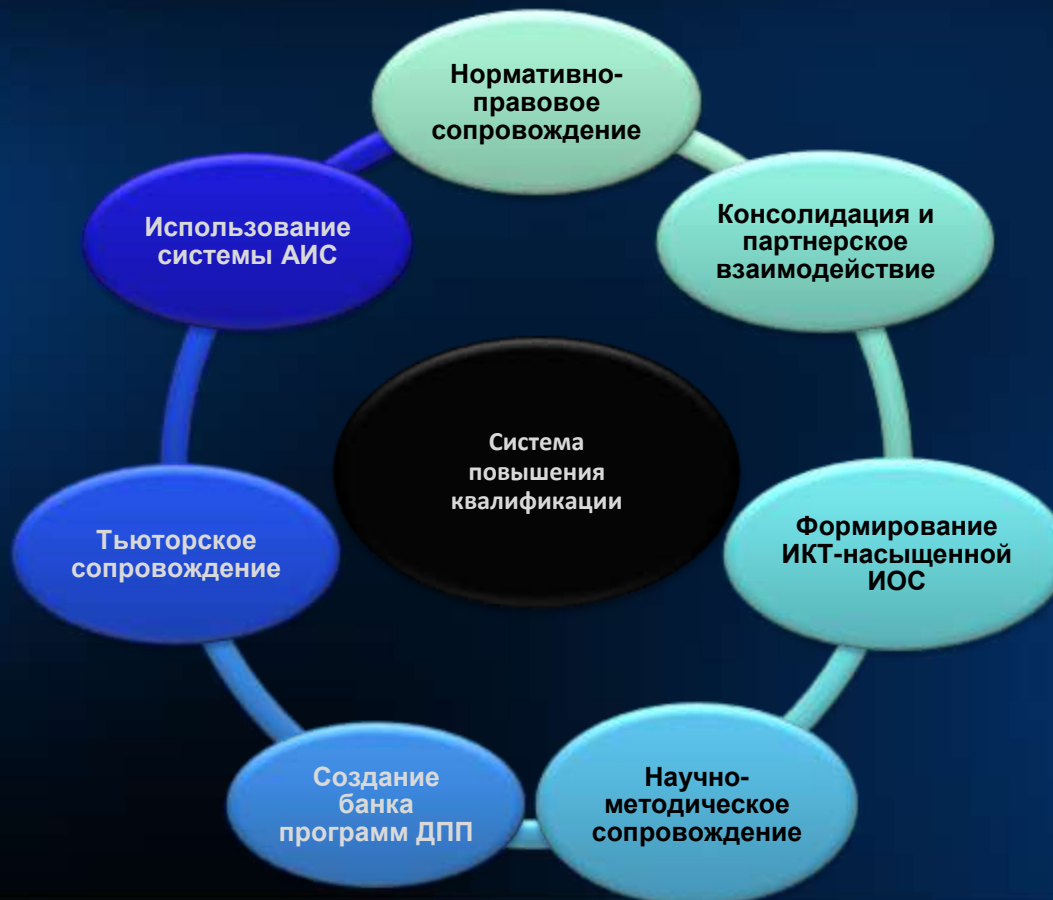 Нормативно-
правовое
сопровождение
Консолидация и
партнерское
взаимодействие
Формирование
ИКТ-насыщенной
ИОС
Научно-
методическое
сопровождение
Создание
банка
программ ДПП
Тьюторское
сопровождение
Использование
системы АИС
Система
повышения
квалификации